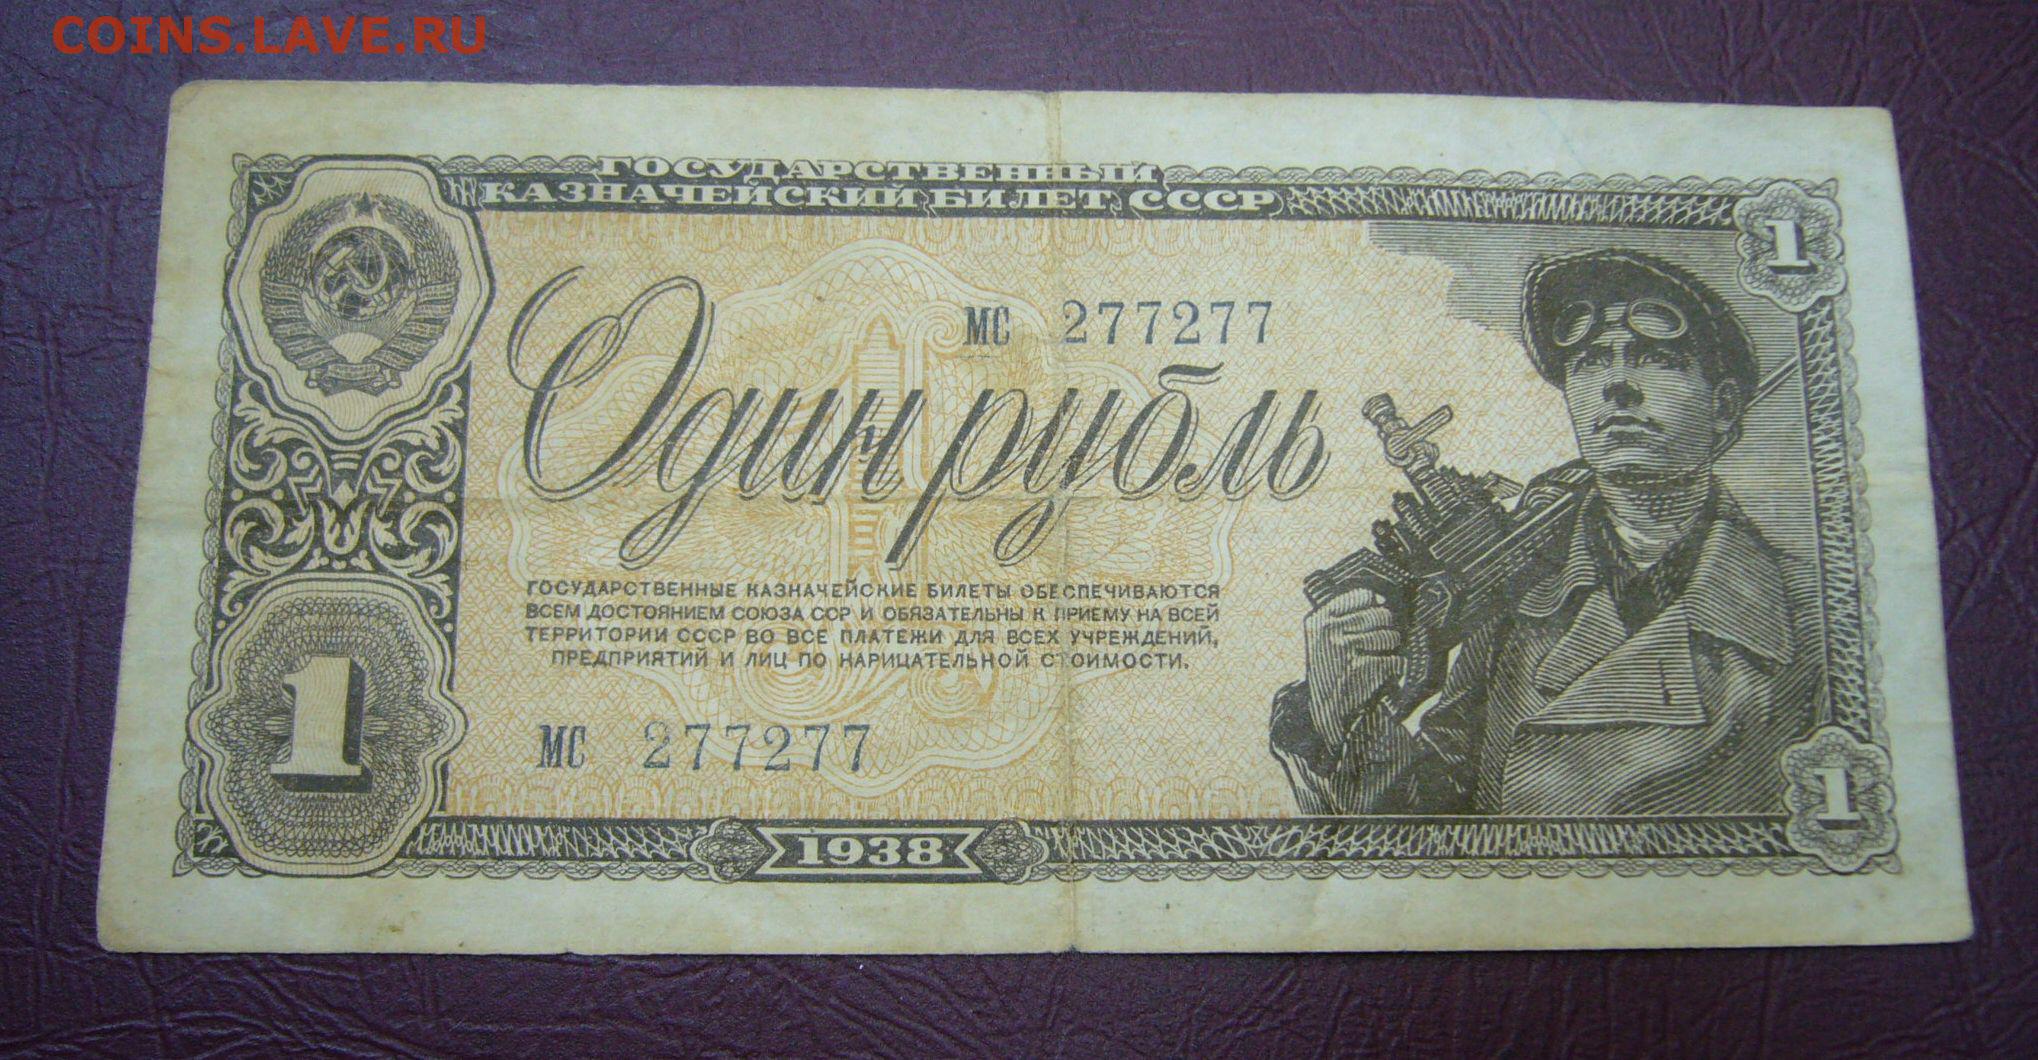 COINS.LAVE.RU
ГОСУДАРСТВЕННЫЙ
КАЗНАЧЕЙСКИЙ БИЛЕТ СССР
1
МС 277277
Один рубль
ГОСУДАРСТВЕННЫЕ КАЗНАЧЕЙСКИЕ БИЛЕТЫ ОБЕСПЕЧИВАЮТСЯ
ВСЕМ ДОСТОЯНИЕМ СОЮЗА ССР И ОБЯЗАТЕЛЬНЫ К ПРИЕМУ НА ВСЕЙ
ТЕРРИТОРИИ СССР ВО ВСЕ ПЛАТЕЖИ ДЛЯ ВСЕХ УЧРЕЖДЕНИЙ,
ПРЕДПРИЯТИЙ И ЛИЦ ПО НАРИЦАТЕЛЬНОЙ СТОИМОСТИ.
1
МС 277277
1
1938